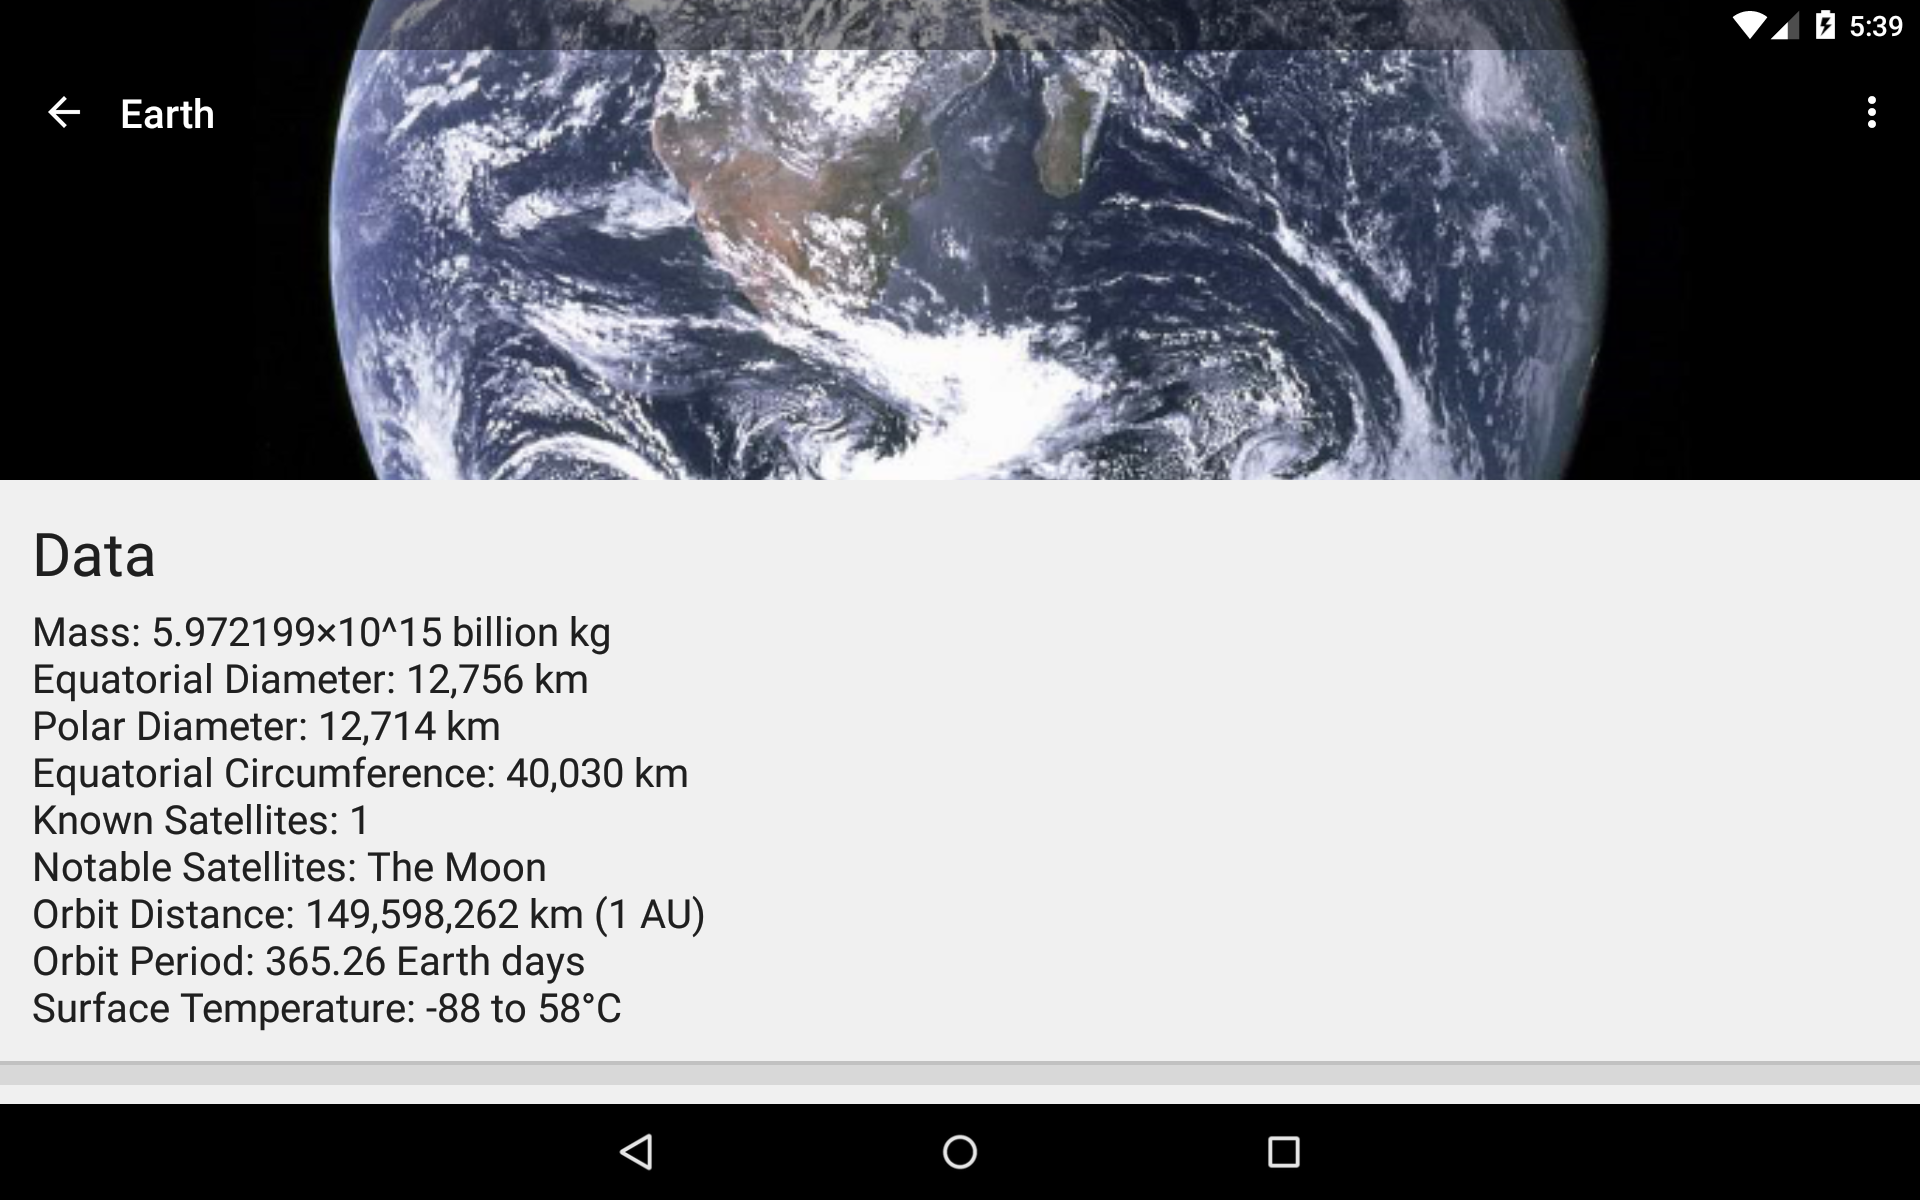 5:39
Earth
Data
Mass: 5.972199×10^15 billion kg
Equatorial Diameter: 12,756 km
Polar Diameter: 12,714 km
Equatorial Circumference: 40,030 km
Known Satellites: 1
Notable Satellites: The Moon
Orbit Distance: 149,598,262 km (1 AU)
Orbit Period: 365.26 Earth days
Surface Temperature: -88 to 58°C